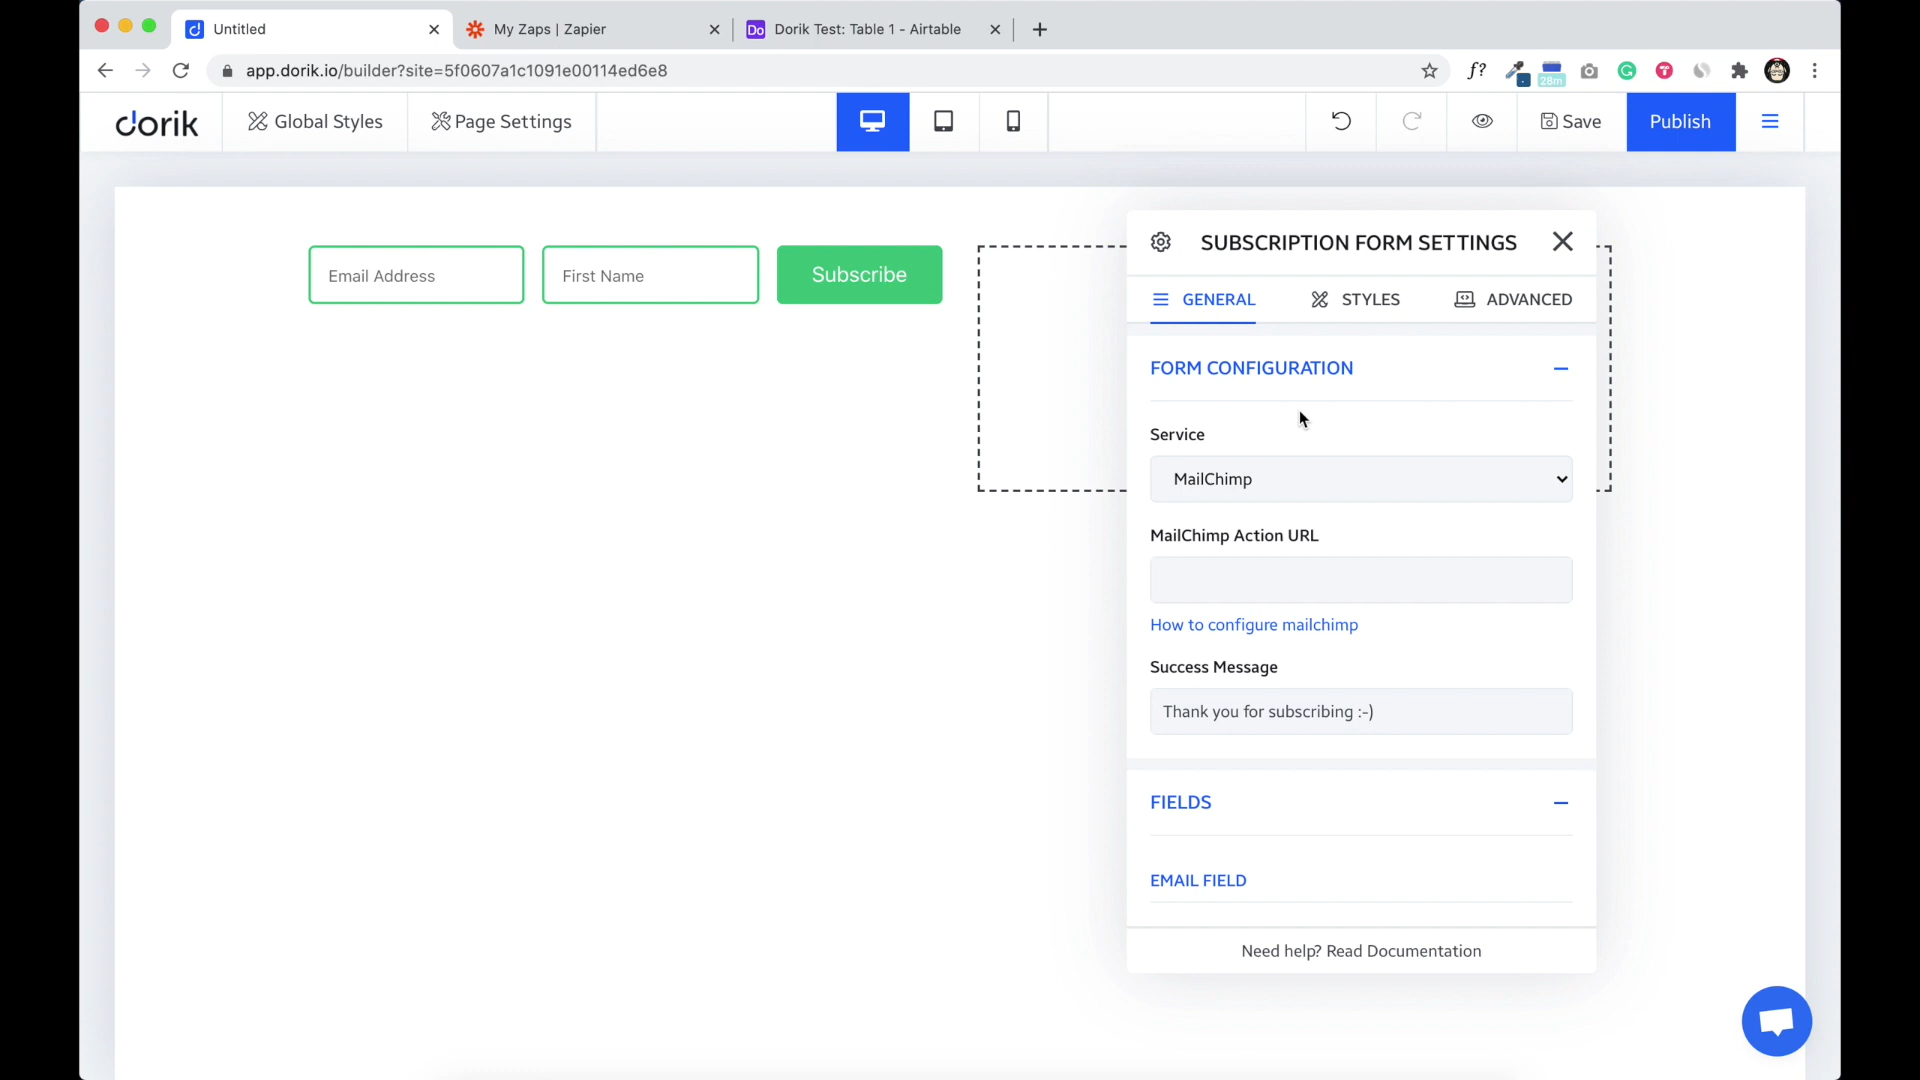 Untitled
My Zaps | Zapier
Do
Dorik Test: Table 1 - Airtable
app.dorik.io/builder?site=5f0607a1c1091e00114ed6e8
f?
28m
dorik
Global Styles
Page Settings
Save
Publish
Email Address
First Name
Subscribe
SUBSCRIPTION FORM SETTINGS
GENERAL
STYLES
ADVANCED
FORM CONFIGURATION
Service
MailChimp
MailChimp Action URL
How to configure mailchimp
Success Message
Thank you for subscribing :-)
FIELDS
EMAIL FIELD
Need help? Read Documentation